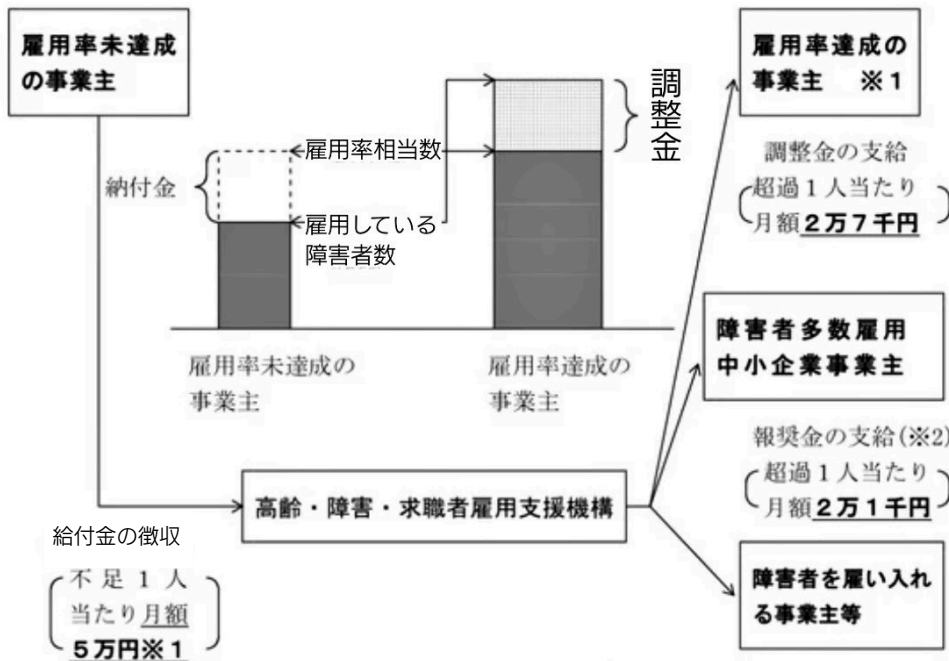 雇用率未達成
の事業主
雇用率達成の
事業主 ※1
調整金
雇用率相当数
納付金
雇用している
障害者数
調整金の支給
超過1人当たり
月額2万7千円
雇用率未達成の
事業主
雇用率達成の
事業主
障害者多数雇用
中小企業事業主
報奨金の支給(※2)
超過1人当たり
月額2万1千円
高齢・障害・求職者雇用支援機構
給付金の徴収
不足1人
当たり月額
5万円※1
障害者を雇い入れ
る事業主等